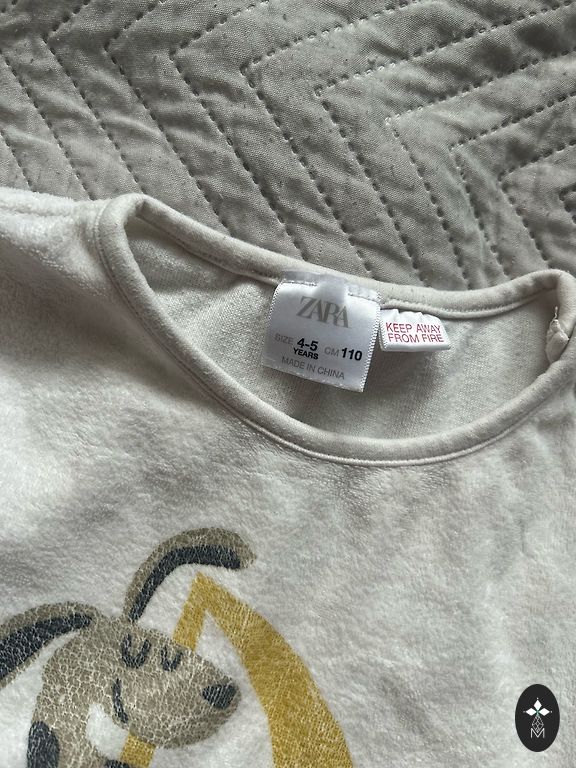 ZARA
SIZE 4-5 YEARS CM 110
MADE IN CHINA
KEEP AWAY
FROM FIRE
M